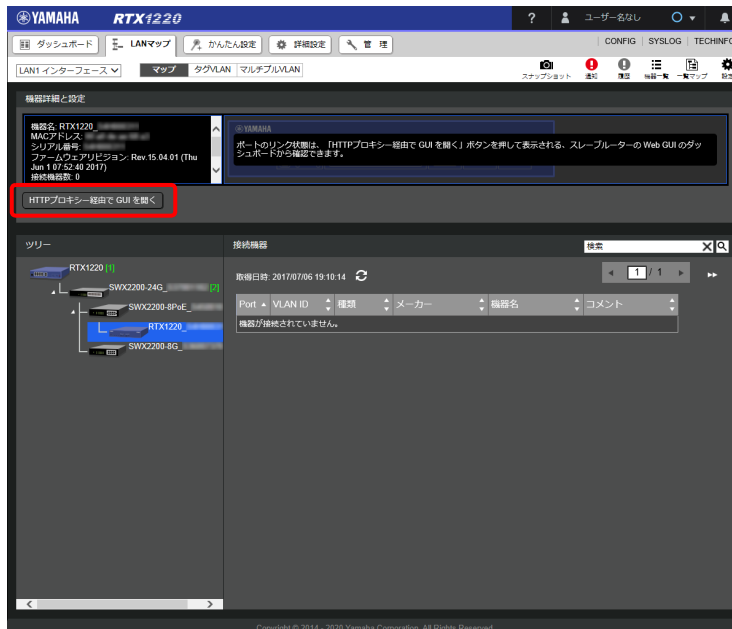 YAMAHA RTX1220 ? ユーザー名なし
ダッシュボード LANマップ かんたん設定 詳細設定 管 理 CONFIG SYSLOG TECHINFO
LAN1 インターフェース マップ タグVLAN マルチプルVLAN スナップショット 通知 履歴 機器一覧 一覧マップ 設定
機器詳細と設定
機器名: RTX1220_
MACアドレス:
シリアル番号:
ファームウェアリビジョン: Rev.15.04.01 (Thu
Jun 1 07:52:40 2017)
接続機器数: 0
YAMAHA
ポートのリンク状態は、「HTTPプロキシー経由で GUI を開く」ボタンを押して表示される、スレーブルーターの Web GUI のダッ
シュボードから確認できます。
HTTPプロキシー経由で GUI を開く
ツリー
RTX1220 [1]
SWX2200-24G_ [2]
SWX2200-8PoE_
RTX1220_
SWX2200-8G_
接続機器 検索
取得日時: 2017/07/06 19:10:14 1 / 1
Port VLAN ID 種類 メーカー 機器名 コメント
機器が接続されていません。
Copyright © 2014 - 2020 Yamaha Corporation. All Rights Reserved.